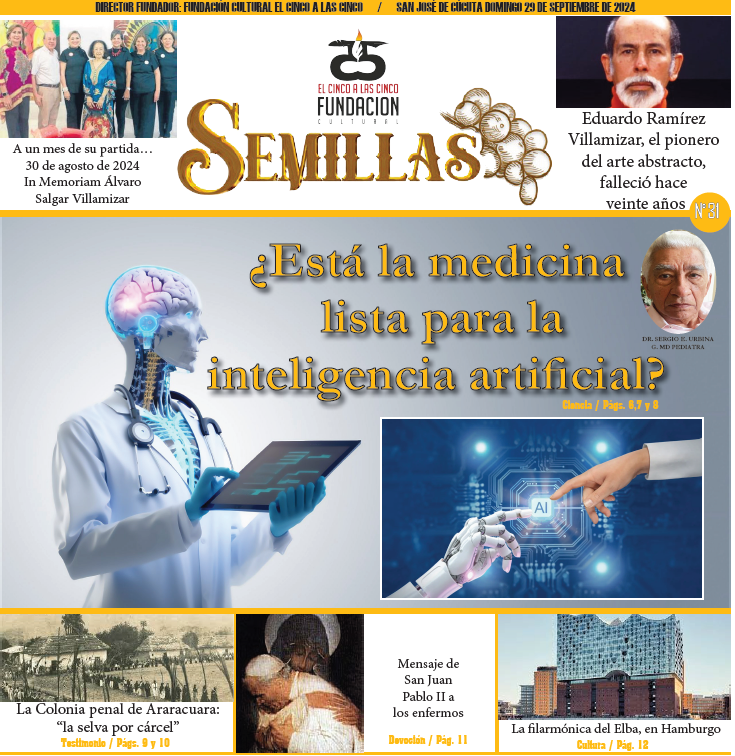 DIRECTOR FUNDADOR: FUNDACIÓN CULTURAL EL CINCO A LAS CINCO / SAN JOSÉ DE CÚCUTA DOMINGO 29 DE SEPTIEMBRE DE 2024
EL CINCO A LAS CINCO
FUNDACION
CULTURAL
SEMILLAS
A un mes de su partida…
30 de agosto de 2024
In Memoriam Álvaro
Salgar Villamizar
Eduardo Ramírez
Villamizar, el pionero
del arte abstracto,
falleció hace
veinte años
N° 31
¿Está la medicina
lista para la
inteligencia artificial?
DR. SERGIO E. URBINA
G. MD PEDIATRA
Ciencia / Págs. 6,7 y 8
AI
La Colonia penal de Araracuara:
“la selva por cárcel”
Testimonio / Págs. 9 y 10
Mensaje de
San Juan
Pablo II a
los enfermos
Devoción / Pág. 11
La filarmónica del Elba, en Hamburgo
Cultura / Pág. 12